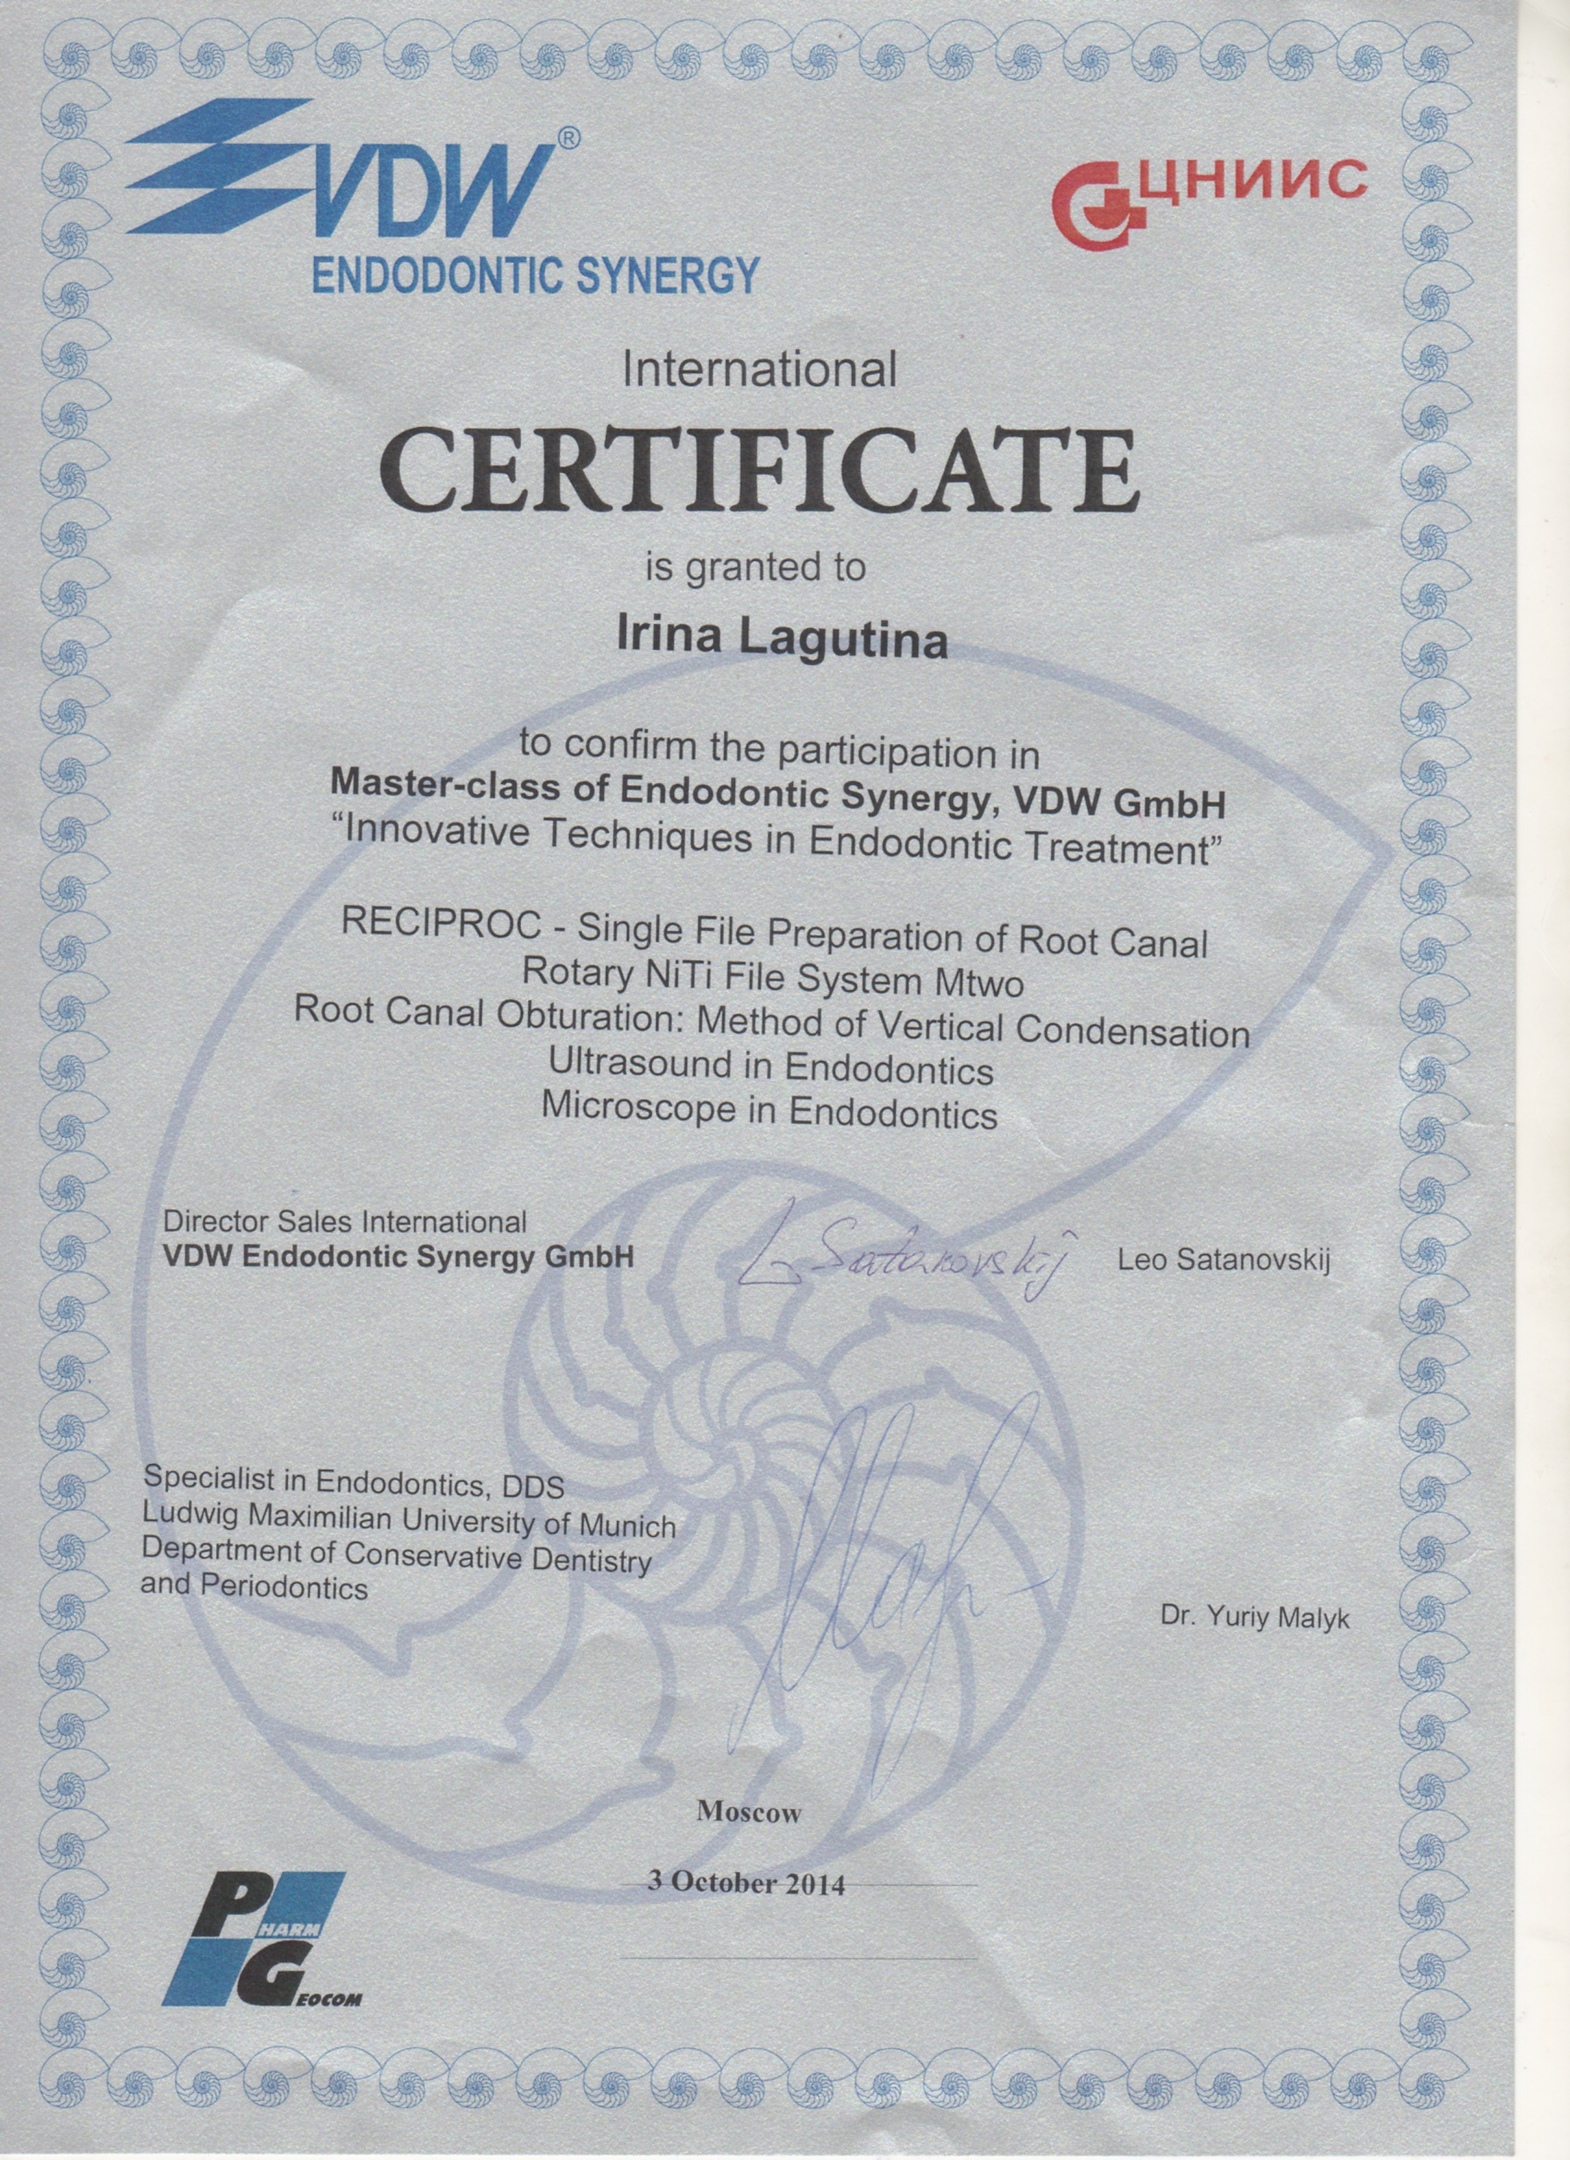 VDW®
ENDODONTIC SYNERGY
ЦНИИС
International
CERTIFICATE
is granted to
Irina Lagutina
to confirm the participation in
Master-class of Endodontic Synergy, VDW GmbH
“Innovative Techniques in Endodontic Treatment”
RECIPROC - Single File Preparation of Root Canal
Rotary NiTi File System Mtwo
Root Canal Obturation: Method of Vertical Condensation
Ultrasound in Endodontics
Microscope in Endodontics
Director Sales International
VDW Endodontic Synergy GmbH
L Satanovskij
Leo Satanovskij
Specialist in Endodontics, DDS
Ludwig Maximilian University of Munich
Department of Conservative Dentistry
and Periodontics
Dr. Yuriy Malyk
Moscow
3 October 2014
PHARM
GEOCOM